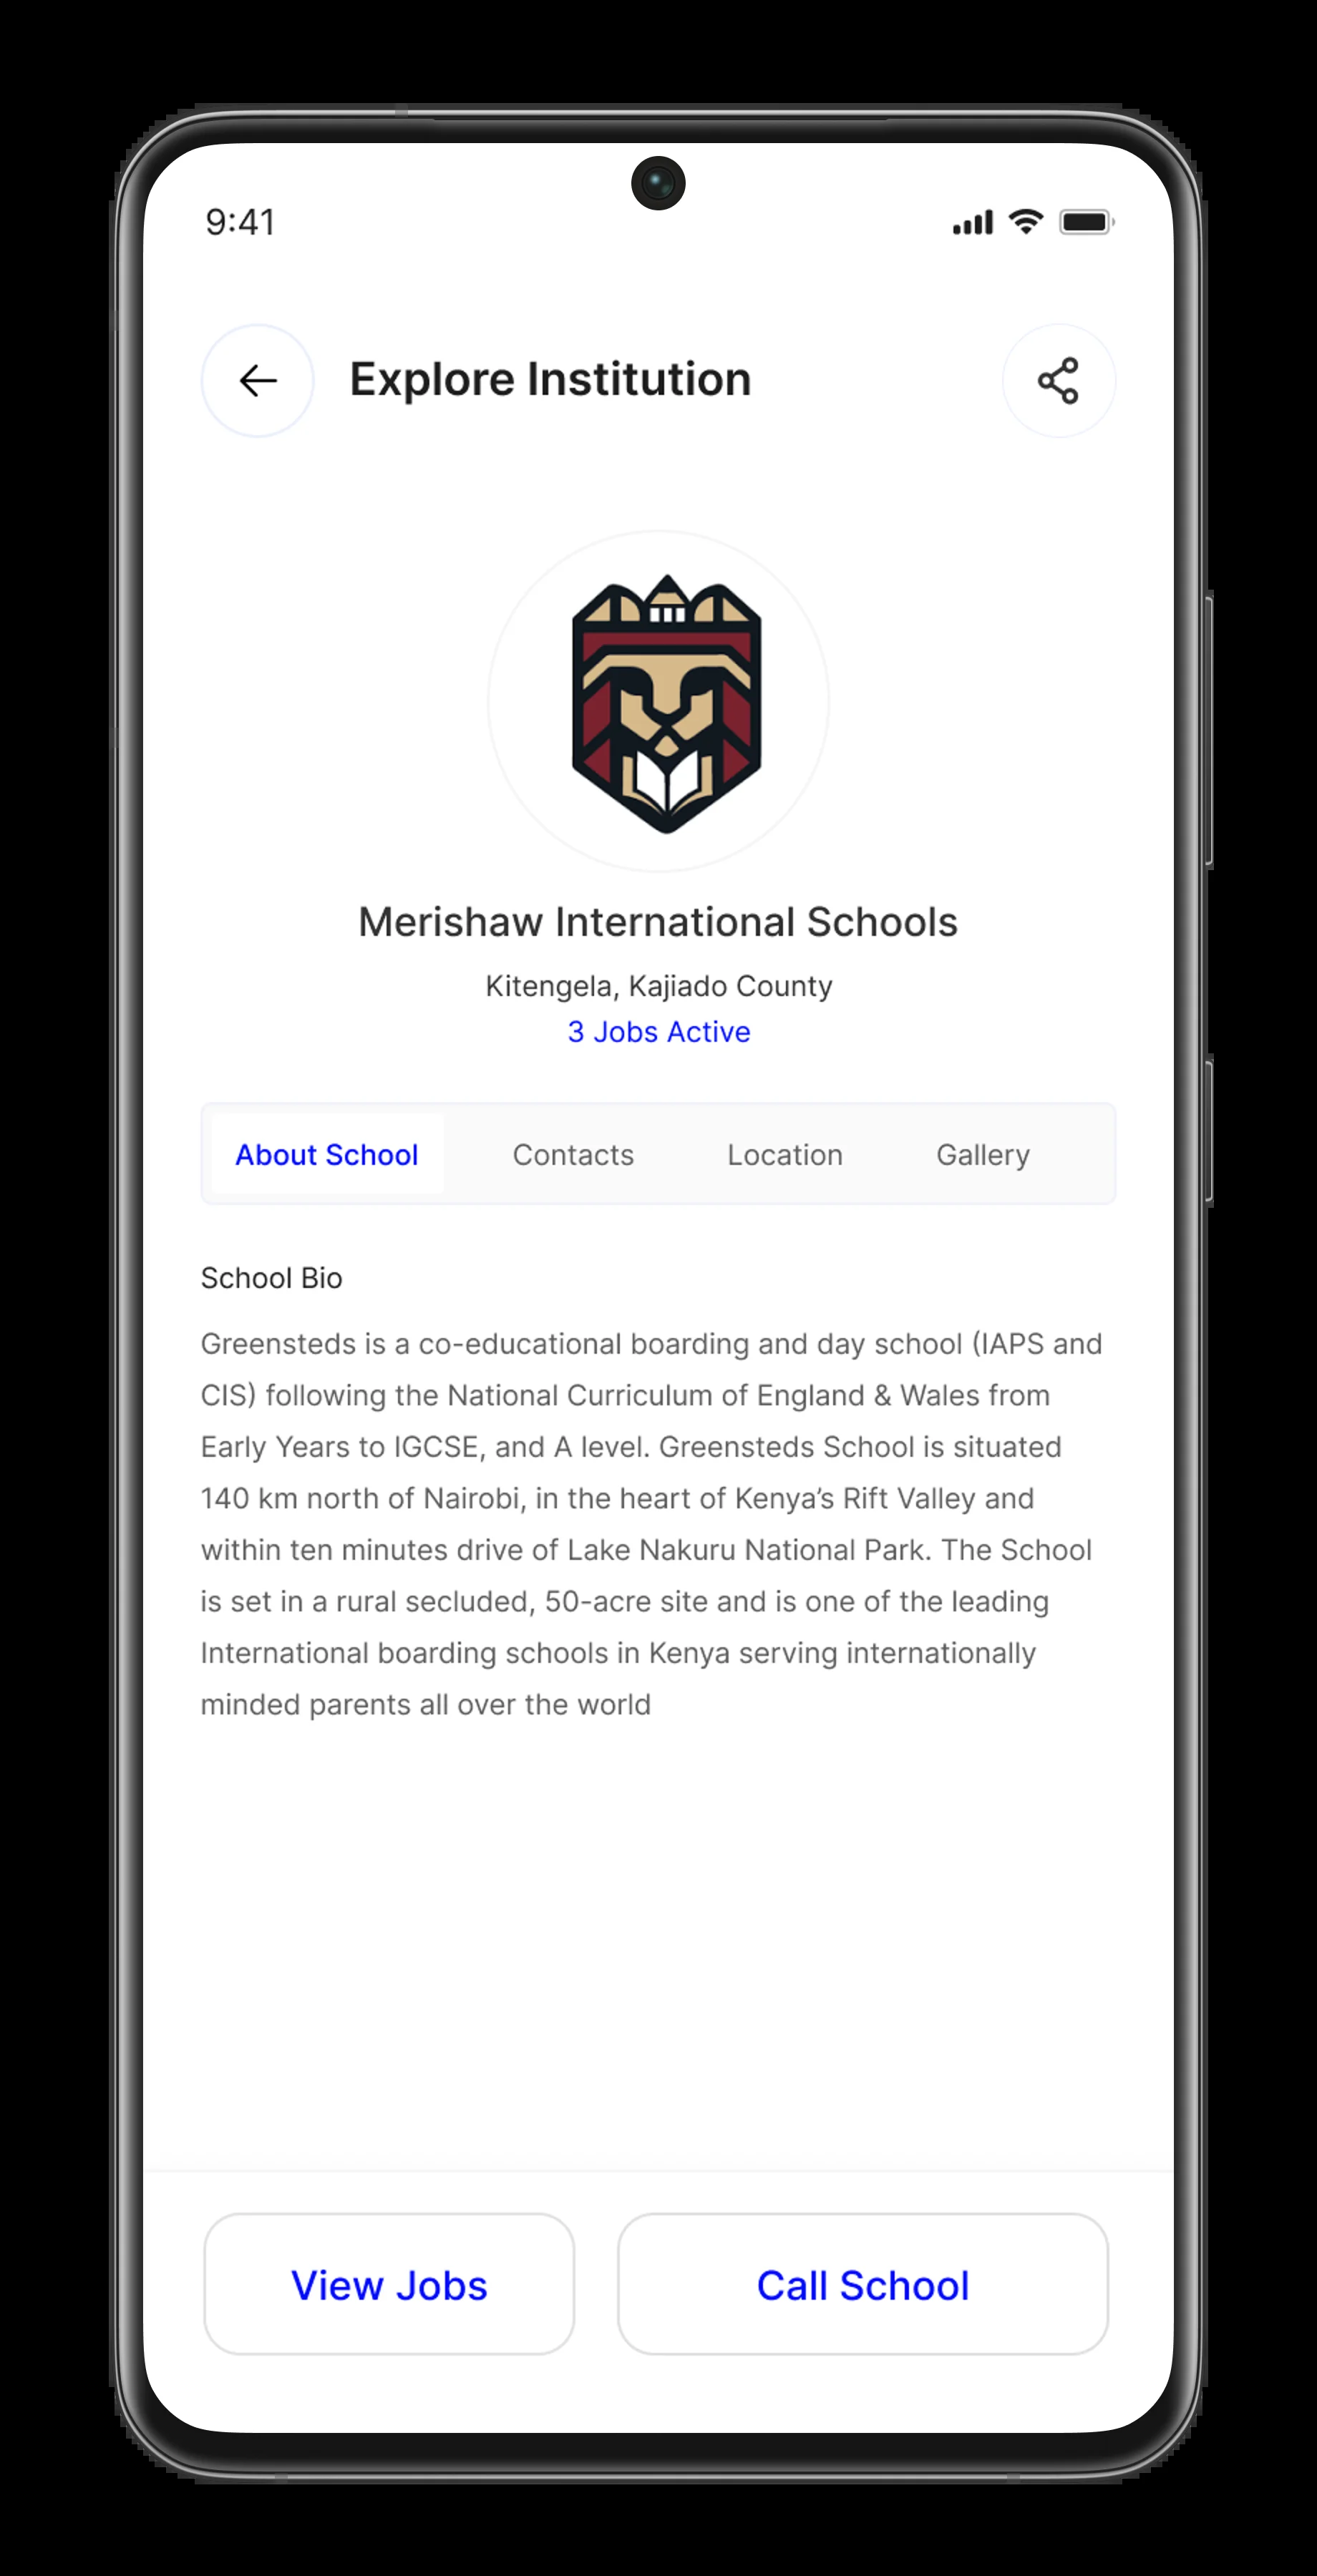 9:41
Explore Institution
Merishaw International Schools
Kitengela, Kajiado County
3 Jobs Active
About School Contacts Location Gallery
School Bio
Greensteds is a co-educational boarding and day school (IAPS and
CIS) following the National Curriculum of England & Wales from
Early Years to IGCSE, and A level. Greensteds School is situated
140 km north of Nairobi, in the heart of Kenya’s Rift Valley and
within ten minutes drive of Lake Nakuru National Park. The School
is set in a rural secluded, 50-acre site and is one of the leading
International boarding schools in Kenya serving internationally
minded parents all over the world
View Jobs Call School